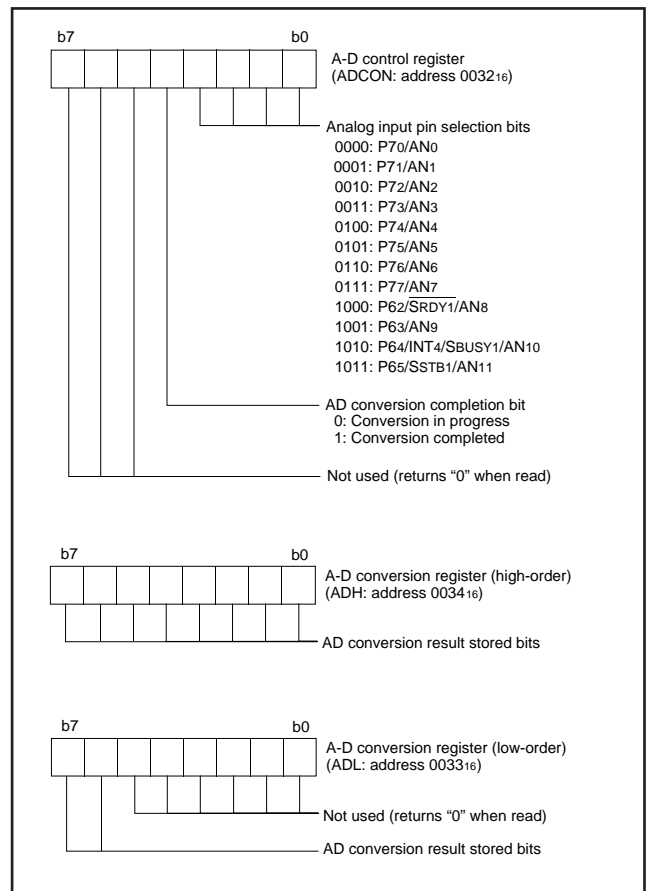 b7 b0
A-D control register
(ADCON: address 0032₁₆)
Analog input pin selection bits
0000: P7₀/AN₀
0001: P7₁/AN₁
0010: P7₂/AN₂
0011: P7₃/AN₃
0100: P7₄/AN₄
0101: P7₅/AN₅
0110: P7₆/AN₆
0111: P7₇/AN₇
1000: P6₂/S̅R̅D̅Y̅1̅/AN₈
1001: P6₃/AN₉
1010: P6₄/INT₄/SBUSY1/AN₁₀
1011: P6₅/SSTB1/AN₁₁
AD conversion completion bit
0: Conversion in progress
1: Conversion completed
Not used (returns “0” when read)
b7 b0
A-D conversion register (high-order)
(ADH: address 0034₁₆)
AD conversion result stored bits
b7 b0
A-D conversion register (low-order)
(ADL: address 0033₁₆)
Not used (returns “0” when read)
AD conversion result stored bits